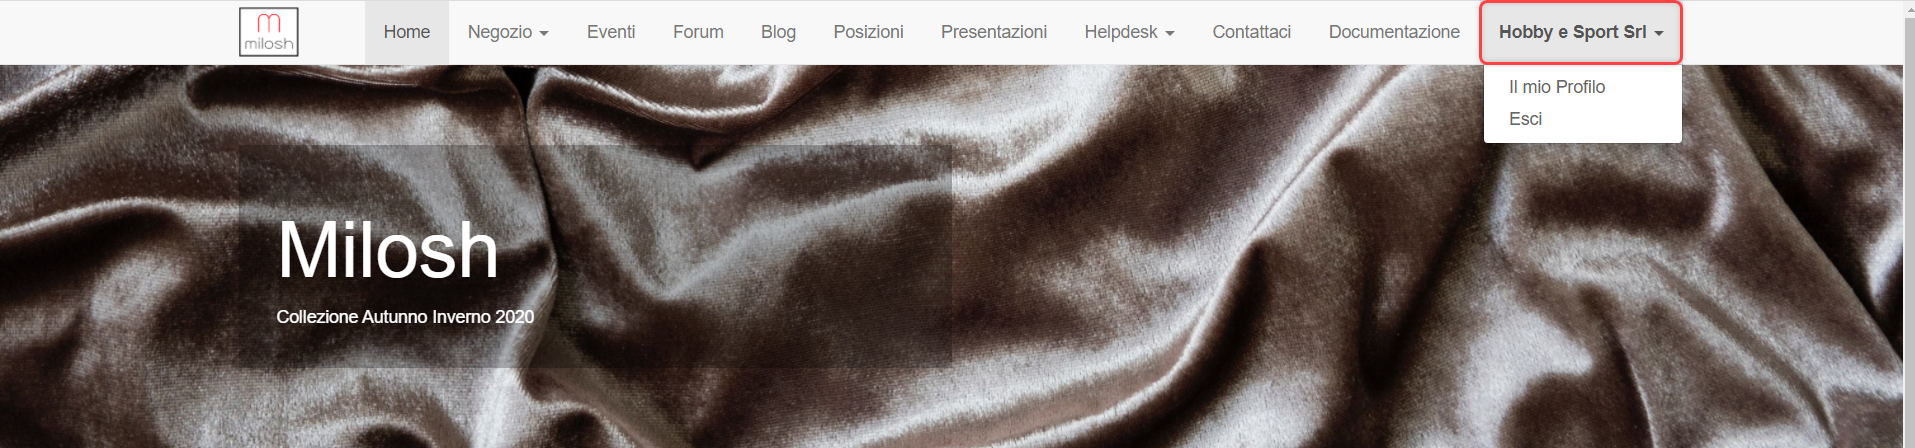 milosh
Home Negozio Eventi Forum Blog Posizioni Presentazioni Helpdesk Contattaci Documentazione Hobby e Sport Srl
Il mio Profilo
Esci
Milosh
Collezione Autunno Inverno 2020